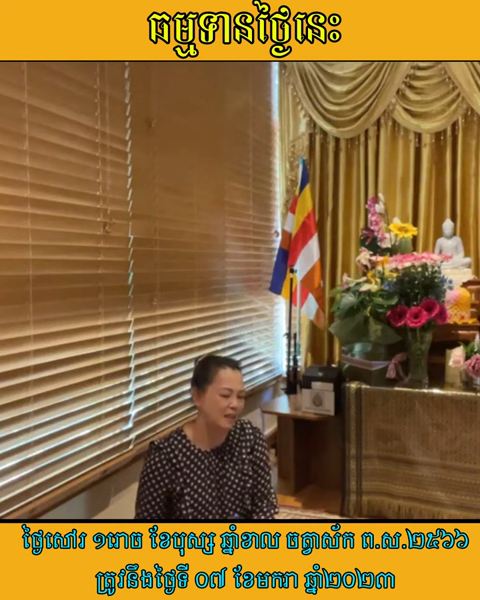 ធម្មទានថ្ងៃនេះ
ថ្ងៃសៅរ ១រោច ខែបុស្ស ឆ្នាំខាល ចត្វាស័ក ព.ស.២៥៦៦
ត្រូវនឹងថ្ងៃទី ០៧ ខែមករា ឆ្នាំ២០២៣